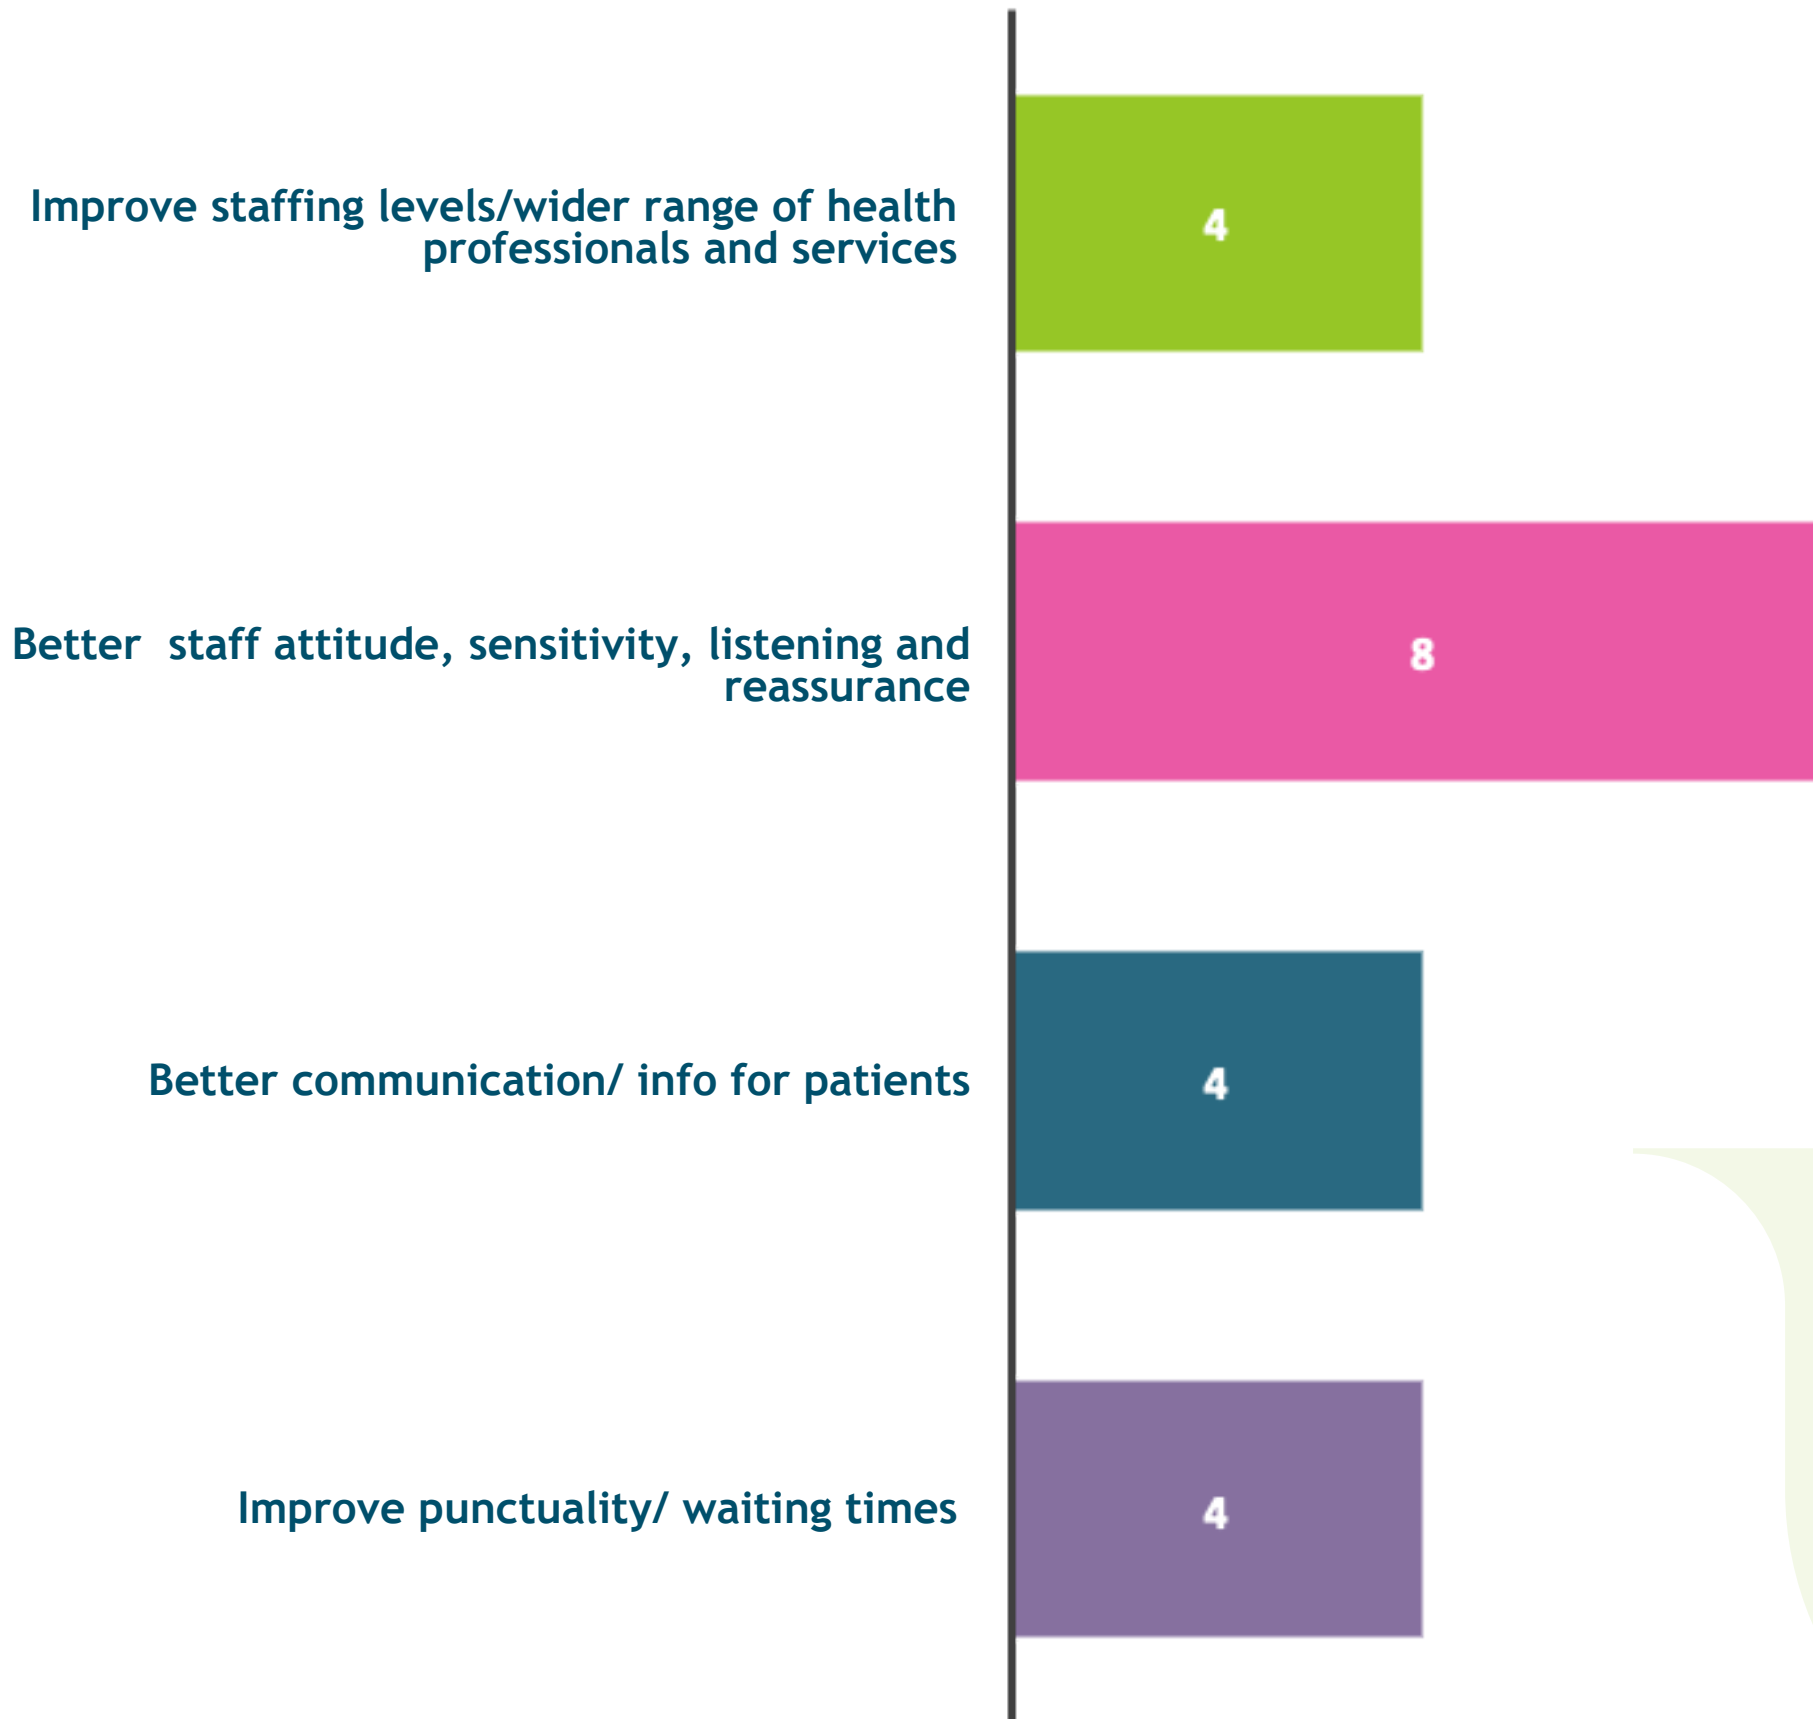 Improve staffing levels/wider range of health
professionals and services
4
Better  staff attitude, sensitivity, listening and
reassurance
8
Better communication/ info for patients
4
Improve punctuality/ waiting times
4